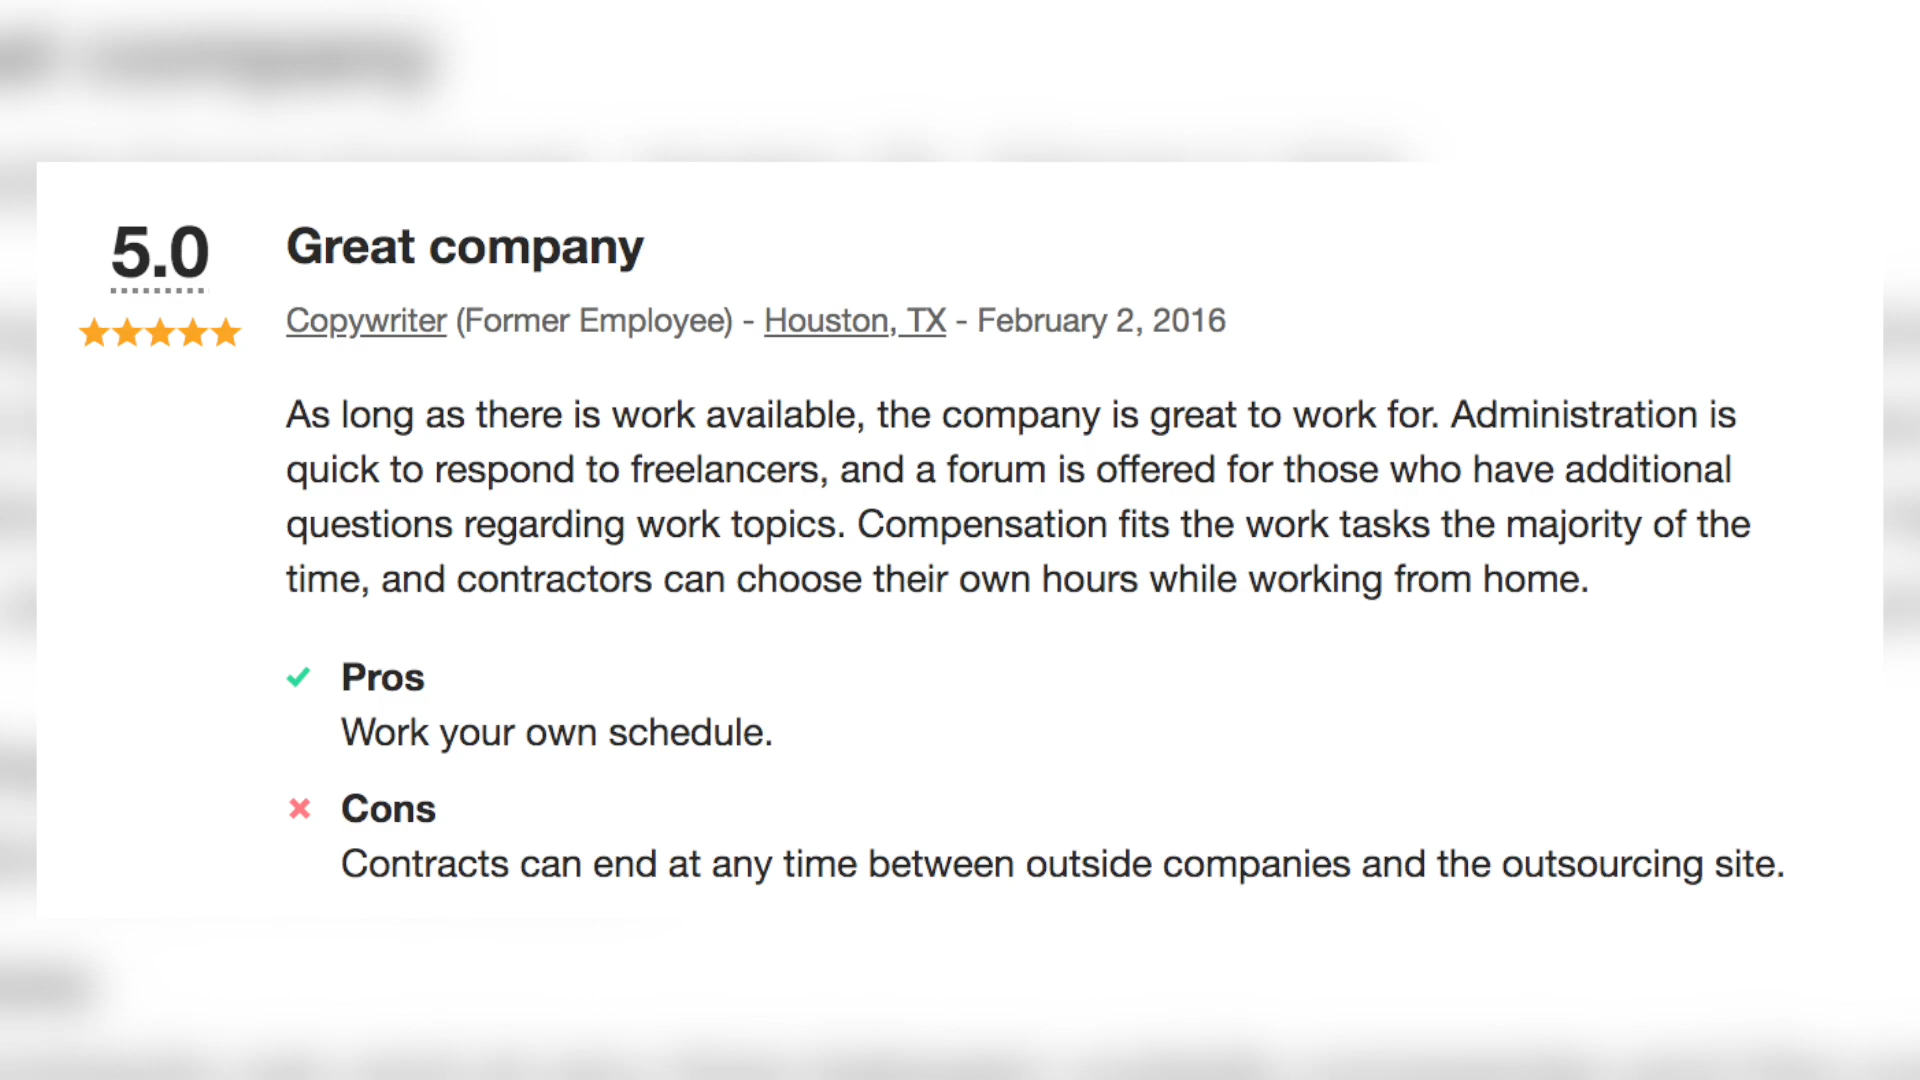 5.0
Great company
Copywriter (Former Employee) - Houston, TX - February 2, 2016
As long as there is work available, the company is great to work for. Administration is
quick to respond to freelancers, and a forum is offered for those who have additional
questions regarding work topics. Compensation fits the work tasks the majority of the
time, and contractors can choose their own hours while working from home.
Pros
Work your own schedule.
Cons
Contracts can end at any time between outside companies and the outsourcing site.